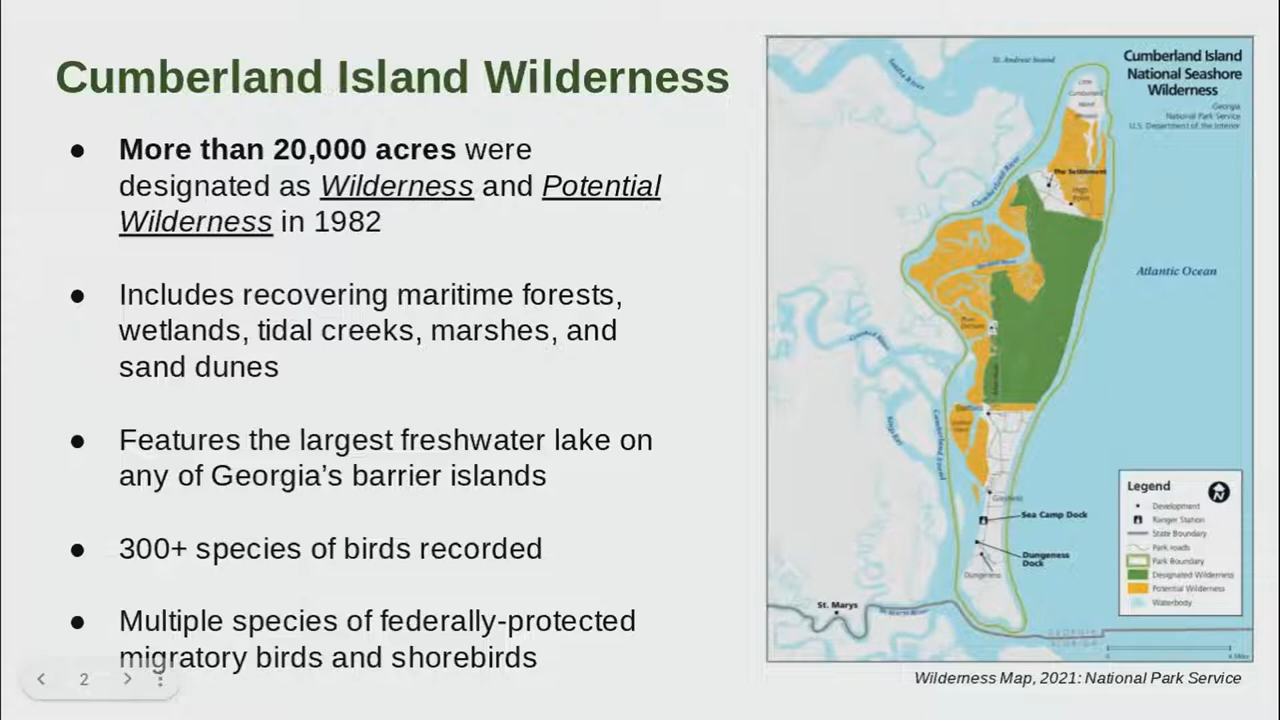 Cumberland Island Wilderness
● More than 20,000 acres were
designated as Wilderness and Potential
Wilderness in 1982
● Includes recovering maritime forests,
wetlands, tidal creeks, marshes, and
sand dunes
● Features the largest freshwater lake on
any of Georgia’s barrier islands
● 300+ species of birds recorded
● Multiple species of federally-protected
migratory birds and shorebirds
2
Cumberland Island
National Seashore
Wilderness
Georgia
National Park Service
U.S. Department of the Interior
St. Andrew Sound
Cumberland River
The Settlement
High
Point
Atlantic Ocean
Sea Camp Dock
Dungeness
Dock
Dungeness
St. Marys
Legend
Development
Ranger Station
State Boundary
Park roads
Park Boundary
Designated Wilderness
Potential Wilderness
Waterbody
Wilderness Map, 2021: National Park Service